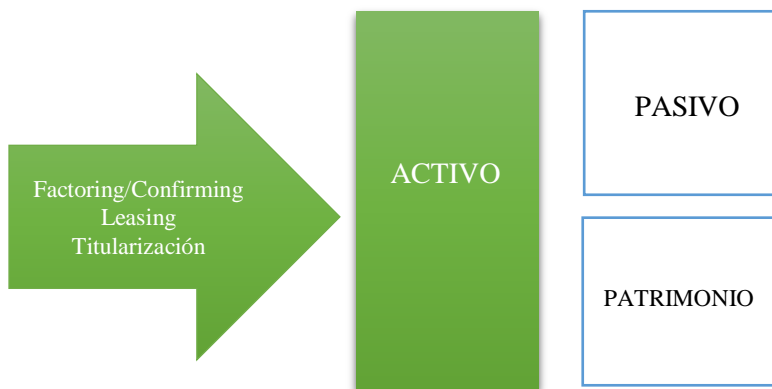 Factoring/Confirming
Leasing
Titularización
ACTIVO
PASIVO
PATRIMONIO